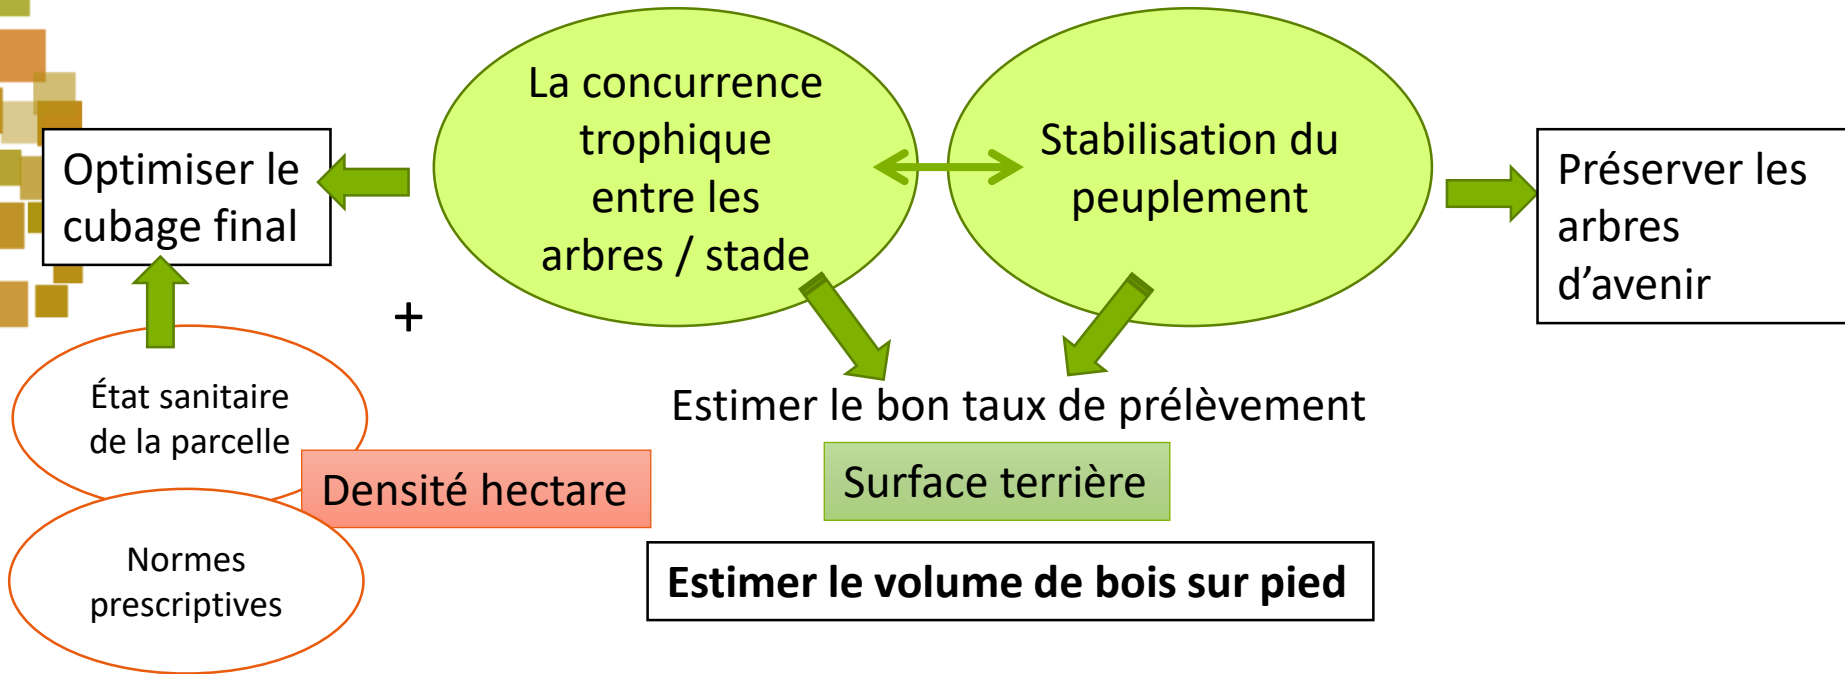 La concurrence
trophique
entre les
arbres / stade
Stabilisation du
peuplement
Optimiser le
cubage final
Préserver les
arbres
d’avenir
+
État sanitaire
de la parcelle
Estimer le bon taux de prélèvement
Densité hectare
Surface terrière
Normes
prescriptives
Estimer le volume de bois sur pied